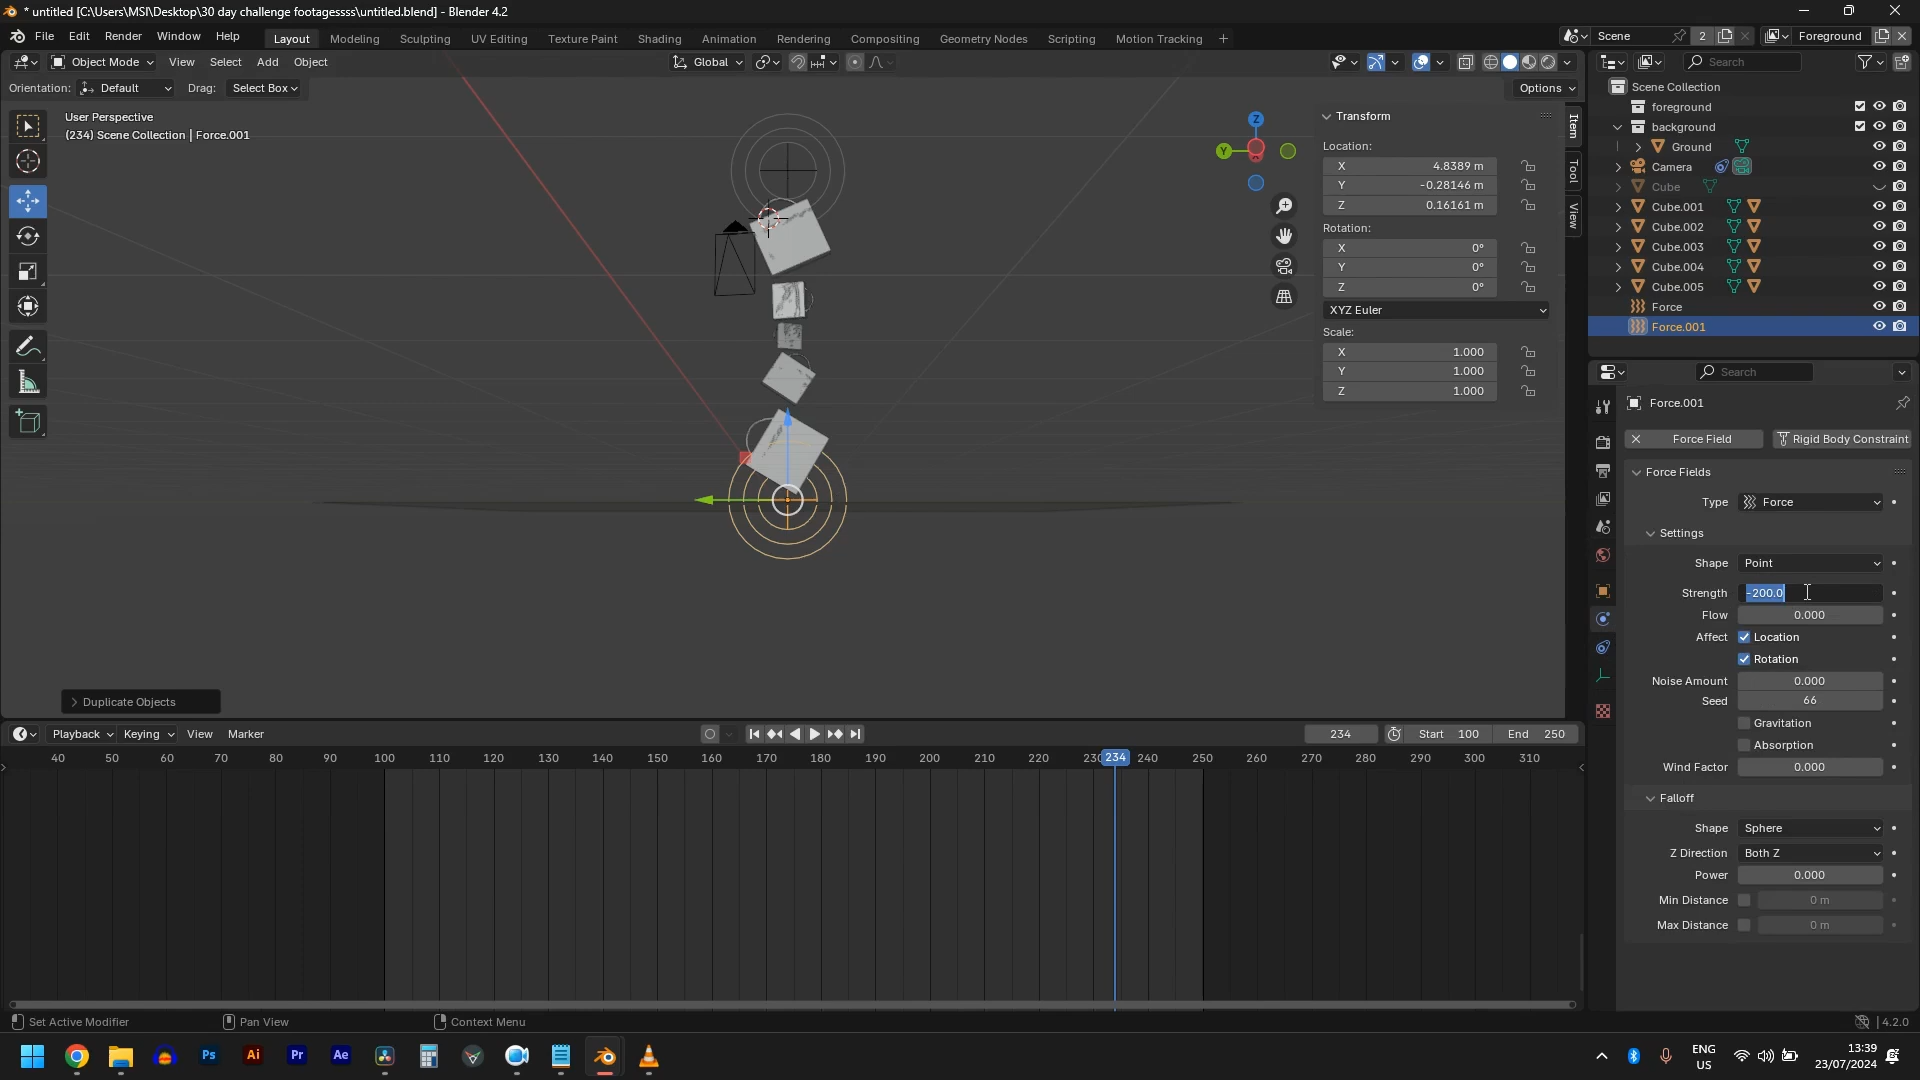 * untitled [C:\Users\MSI\Desktop\30 day challenge footagessss\untitled.blend] - Blender 4.2
File Edit Render Window Help Layout Modeling Sculpting UV Editing Texture Paint Shading Animation Rendering Compositing Geometry Nodes Scripting Motion Tracking + Scene 2 Foreground
Object Mode View Select Add Object Global Search
Orientation: Default Drag: Select Box Options
User Perspective
(234) Scene Collection | Force.001
Z
Y
Transform
Location:
X 4.8389 m
Y -0.28146 m
Z 0.16161 m
Rotation:
X 0°
Y 0°
Z 0°
XYZ Euler
Scale:
X 1.000
Y 1.000
Z 1.000
Item
Tool
View
Scene Collection
foreground
background
Ground
Camera
Cube
Cube.001
Cube.002
Cube.003
Cube.004
Cube.005
Force
Force.001
Search
Force.001
Force Field Rigid Body Constraint
Force Fields
Type Force
Settings
Shape Point
Strength -200.0
Flow 0.000
Affect Location
Rotation
Noise Amount 0.000
Seed 66
Gravitation
Absorption
Wind Factor 0.000
Falloff
Shape Sphere
Z Direction Both Z
Power 0.000
Min Distance 0 m
Max Distance 0 m
Duplicate Objects
Playback Keying View Marker 234 Start 100 End 250
40 50 60 70 80 90 100 110 120 130 140 150 160 170 180 190 200 210 220 230 234 240 250 260 270 280 290 300 310
Set Active Modifier Pan View Context Menu 4.2.0
Ps Ai Pr Ae
ENG
US
13:39
23/07/2024